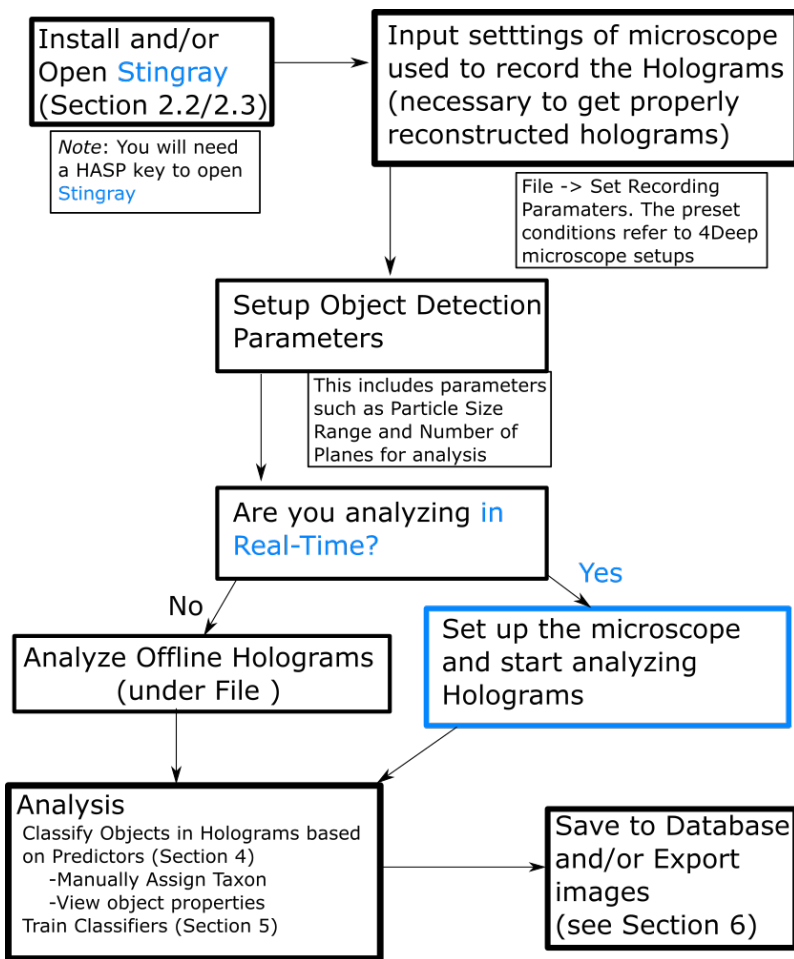 Install and/or
Open Stingray
(Section 2.2/2.3)
Note: You will need
a HASP key to open
Stingray
Input setttings of microscope
used to record the Holograms
(necessary to get properly
reconstructed holograms)
File -> Set Recording
Paramaters. The preset
conditions refer to 4Deep
microscope setups
Setup Object Detection
Parameters
This includes parameters
such as Particle Size
Range and Number of
Planes for analysis
Are you analyzing in
Real-Time?
No
Yes
Analyze Offline Holograms
(under File )
Set up the microscope
and start analyzing
Holograms
Analysis
Classify Objects in Holograms based
on Predictors (Section 4)
-Manually Assign Taxon
-View object properties
Train Classifiers (Section 5)
Save to Database
and/or Export
images
(see Section 6)